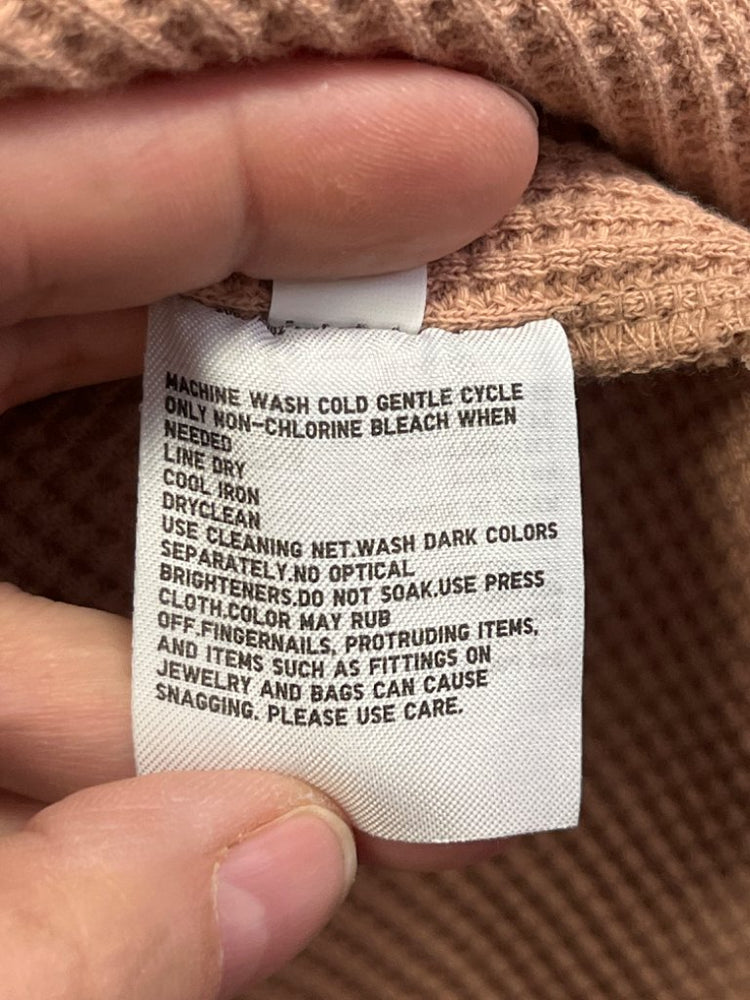 MACHINE WASH COLD GENTLE CYCLE
ONLY NON-CHLORINE BLEACH WHEN
NEEDED
LINE DRY
COOL IRON
DRYCLEAN
USE CLEANING NET.WASH DARK COLORS
SEPARATELY.NO OPTICAL
BRIGHTENERS.DO NOT SOAK.USE PRESS
CLOTH.COLOR MAY RUB
OFF.FINGERNAILS, PROTRUDING ITEMS,
AND ITEMS SUCH AS FITTINGS ON
JEWELRY AND BAGS CAN CAUSE
SNAGGING. PLEASE USE CARE.